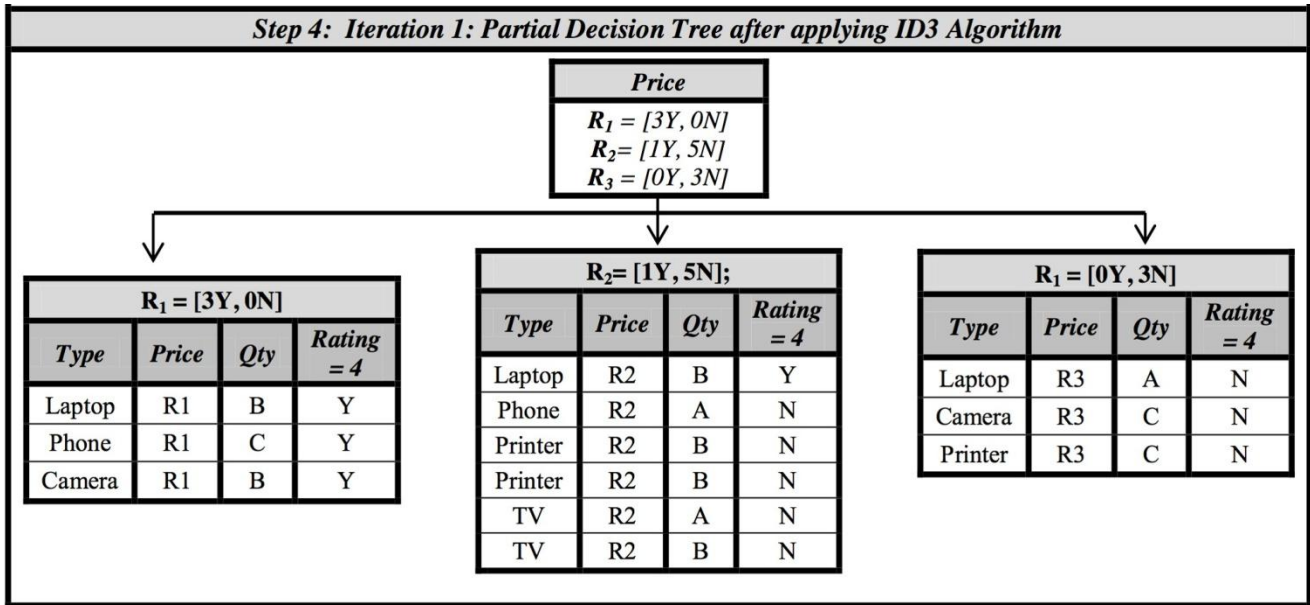 Step 4: Iteration 1: Partial Decision Tree after applying ID3 Algorithm
Price
R₁ = [3Y, 0N]
R₂= [1Y, 5N]
R₃ = [0Y, 3N]
R₁ = [3Y, 0N]
Type Price Qty Rating = 4
Laptop R1 B Y
Phone R1 C Y
Camera R1 B Y
R₂= [1Y, 5N];
Type Price Qty Rating = 4
Laptop R2 B Y
Phone R2 A N
Printer R2 B N
Printer R2 B N
TV R2 A N
TV R2 B N
R₁ = [0Y, 3N]
Type Price Qty Rating = 4
Laptop R3 A N
Camera R3 C N
Printer R3 C N